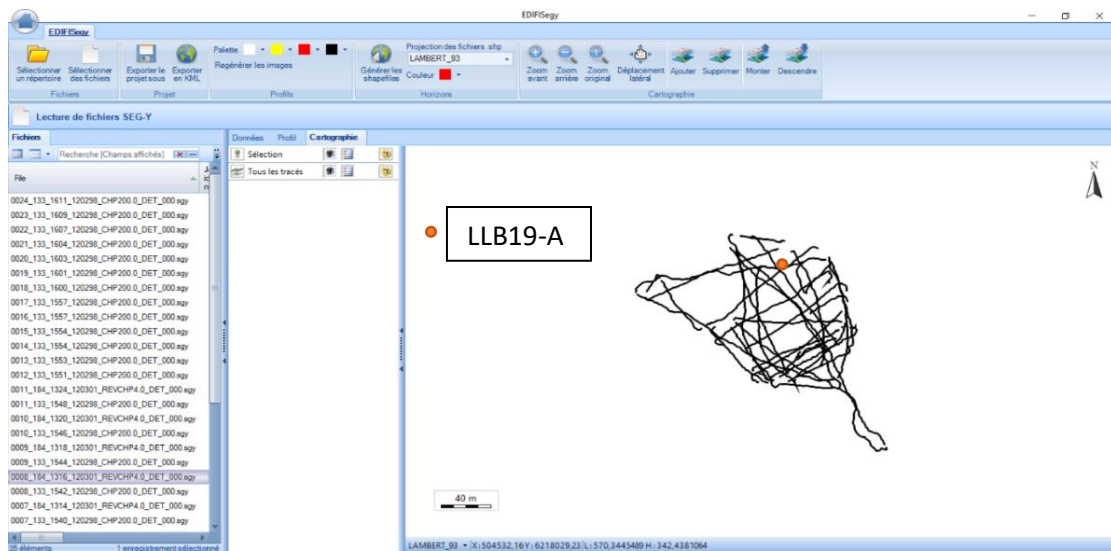 EDIFISegy
EDIFISegy
Sélectionner un répertoire
Sélectionner des fichiers
Fichiers
Exporter le projet sous
Exporter en KML
Projet
Palette
Regénérer les images
Profils
Générer les shapefiles
Projection des fichiers .shp
LAMBERT_93
Couleur
Horizons
Zoom avant
Zoom arrière
Zoom original
Déplacement latéral
Ajouter
Supprimer
Monter
Descendre
Cartographie
Lecture de fichiers SEG-Y
Fichiers
Recherche [Champs affichés]
File
0024_133_1611_120298_CHP200.0_DET_000.sgy
0023_133_1609_120298_CHP200.0_DET_000.sgy
0022_133_1607_120298_CHP200.0_DET_000.sgy
0021_133_1604_120298_CHP200.0_DET_000.sgy
0020_133_1603_120298_CHP200.0_DET_000.sgy
0019_133_1601_120298_CHP200.0_DET_000.sgy
0018_133_1600_120298_CHP200.0_DET_000.sgy
0017_133_1557_120298_CHP200.0_DET_000.sgy
0016_133_1557_120298_CHP200.0_DET_000.sgy
0015_133_1554_120298_CHP200.0_DET_000.sgy
0014_133_1554_120298_CHP200.0_DET_000.sgy
0013_133_1553_120298_CHP200.0_DET_000.sgy
0012_133_1551_120298_CHP200.0_DET_000.sgy
0011_184_1324_120301_REVCHP4.0_DET_000.sgy
0011_133_1548_120298_CHP200.0_DET_000.sgy
0010_184_1320_120301_REVCHP4.0_DET_000.sgy
0010_133_1546_120298_CHP200.0_DET_000.sgy
0009_184_1318_120301_REVCHP4.0_DET_000.sgy
0009_133_1544_120298_CHP200.0_DET_000.sgy
0008_184_1316_120301_REVCHP4.0_DET_000.sgy
0008_133_1542_120298_CHP200.0_DET_000.sgy
0007_184_1314_120301_REVCHP4.0_DET_000.sgy
0007_133_1540_120298_CHP200.0_DET_000.sgy
35 éléments
1 enregistrement sélectionné
Données
Profil
Cartographie
Sélection
Tous les tracés
LLB19-A
N
40 m
LAMBERT_93
X:504532,16 Y:6218029,23 L:570,3445489 H:342,4381064